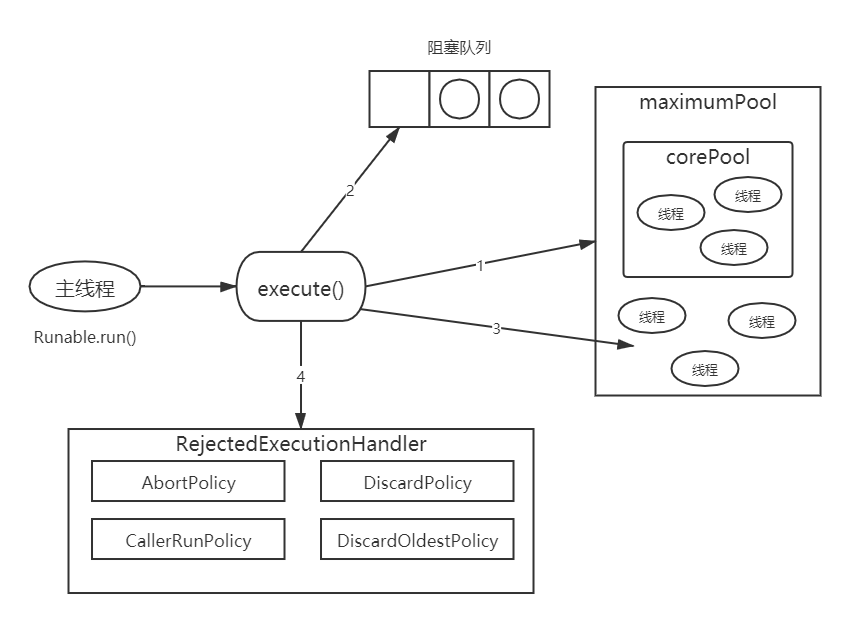 阻塞队列
maximumPool
corePool
线程
线程
线程
2
1
主线程
execute()
Runable.run()
3
线程
线程
线程
4
RejectedExecutionHandler
AbortPolicy
DiscardPolicy
CallerRunPolicy
DiscardOldestPolicy